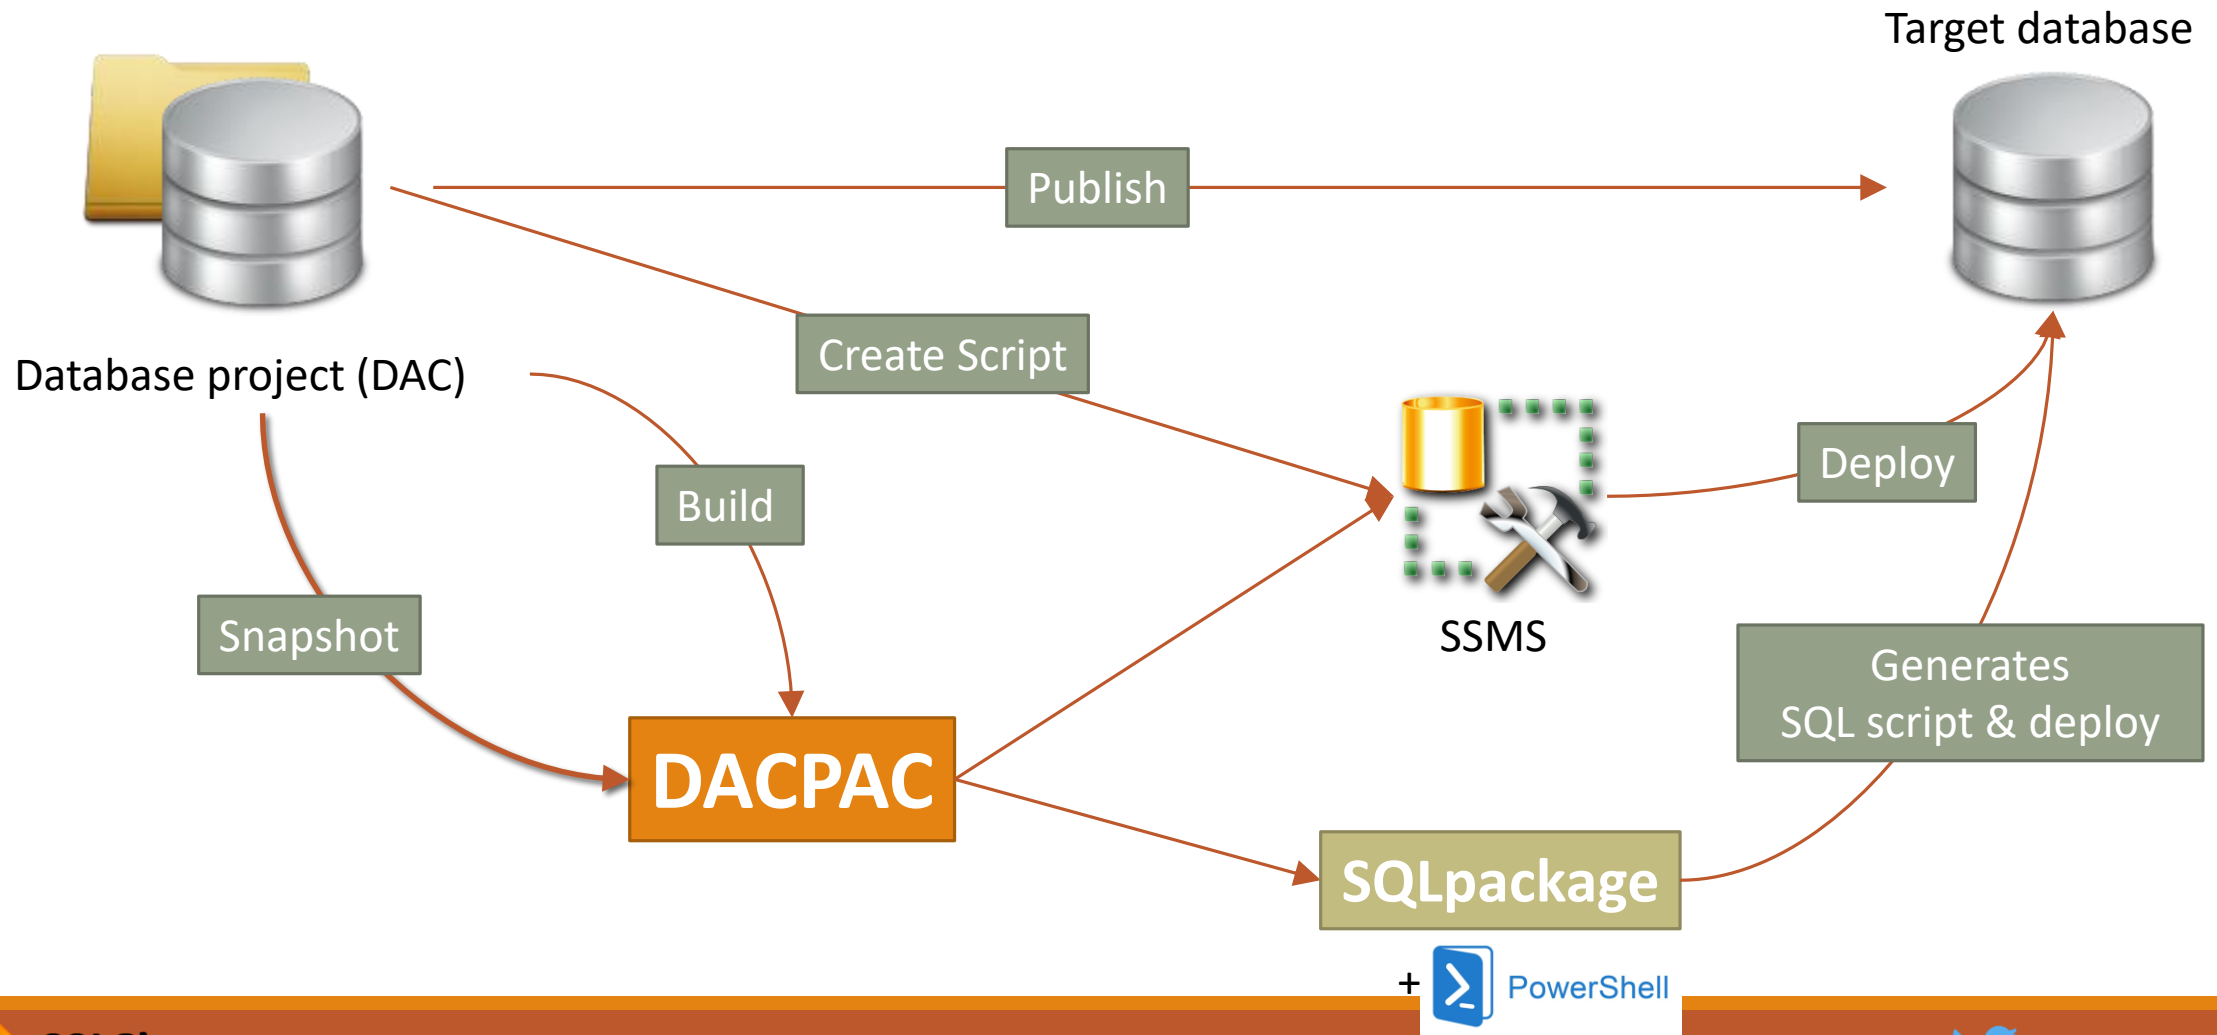 Target database
Publish
Create Script
Database project (DAC)
Deploy
Build
Snapshot
SSMS
Generates
SQL script & deploy
DACPAC
SQLpackage
+
PowerShell